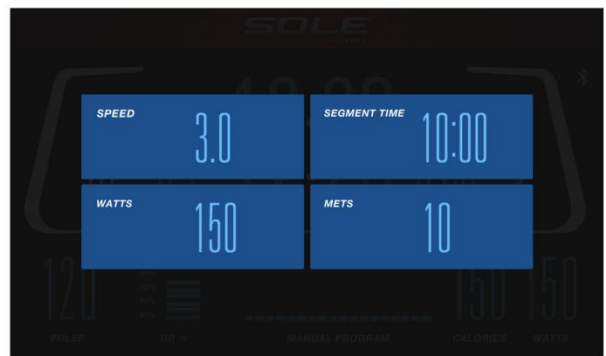 SOLE
SPEED
3.0
SEGMENT TIME
10:00
WATTS
150
METS
10
120
150
150
PULSE
HR %
MANUAL PROGRAM
CALORIES
WATTS